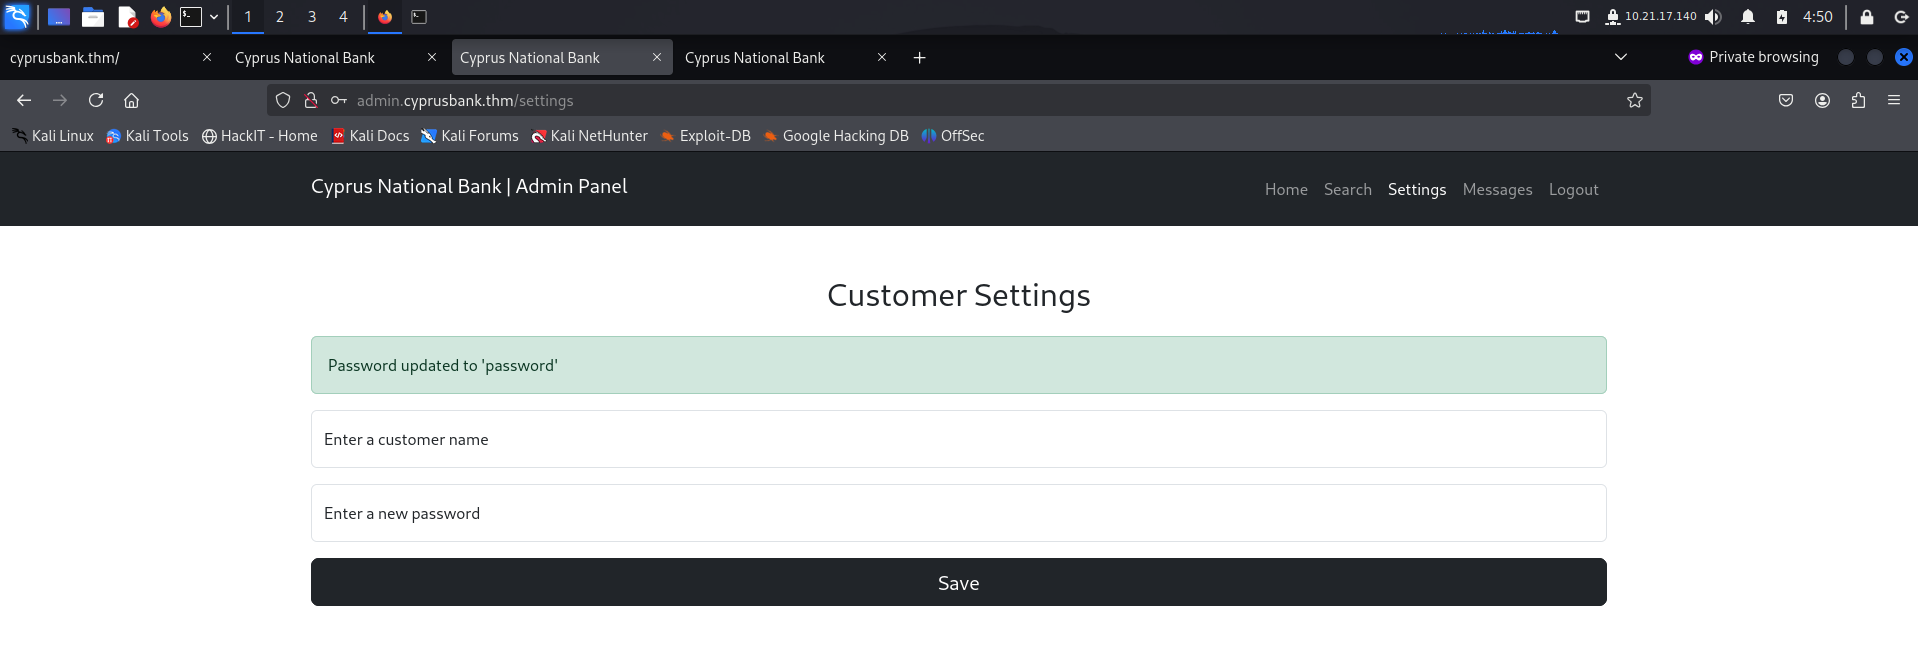 1 2 3 4 10.21.17.140 4:50
cyprusbank.thm/ Cyprus National Bank Cyprus National Bank Cyprus National Bank Private browsing
admin.cyprusbank.thm/settings
Kali Linux Kali Tools HackIT - Home Kali Docs Kali Forums Kali NetHunter Exploit-DB Google Hacking DB OffSec
Cyprus National Bank | Admin Panel Home Search Settings Messages Logout
Customer Settings
Password updated to 'password'
Enter a customer name
Enter a new password
Save